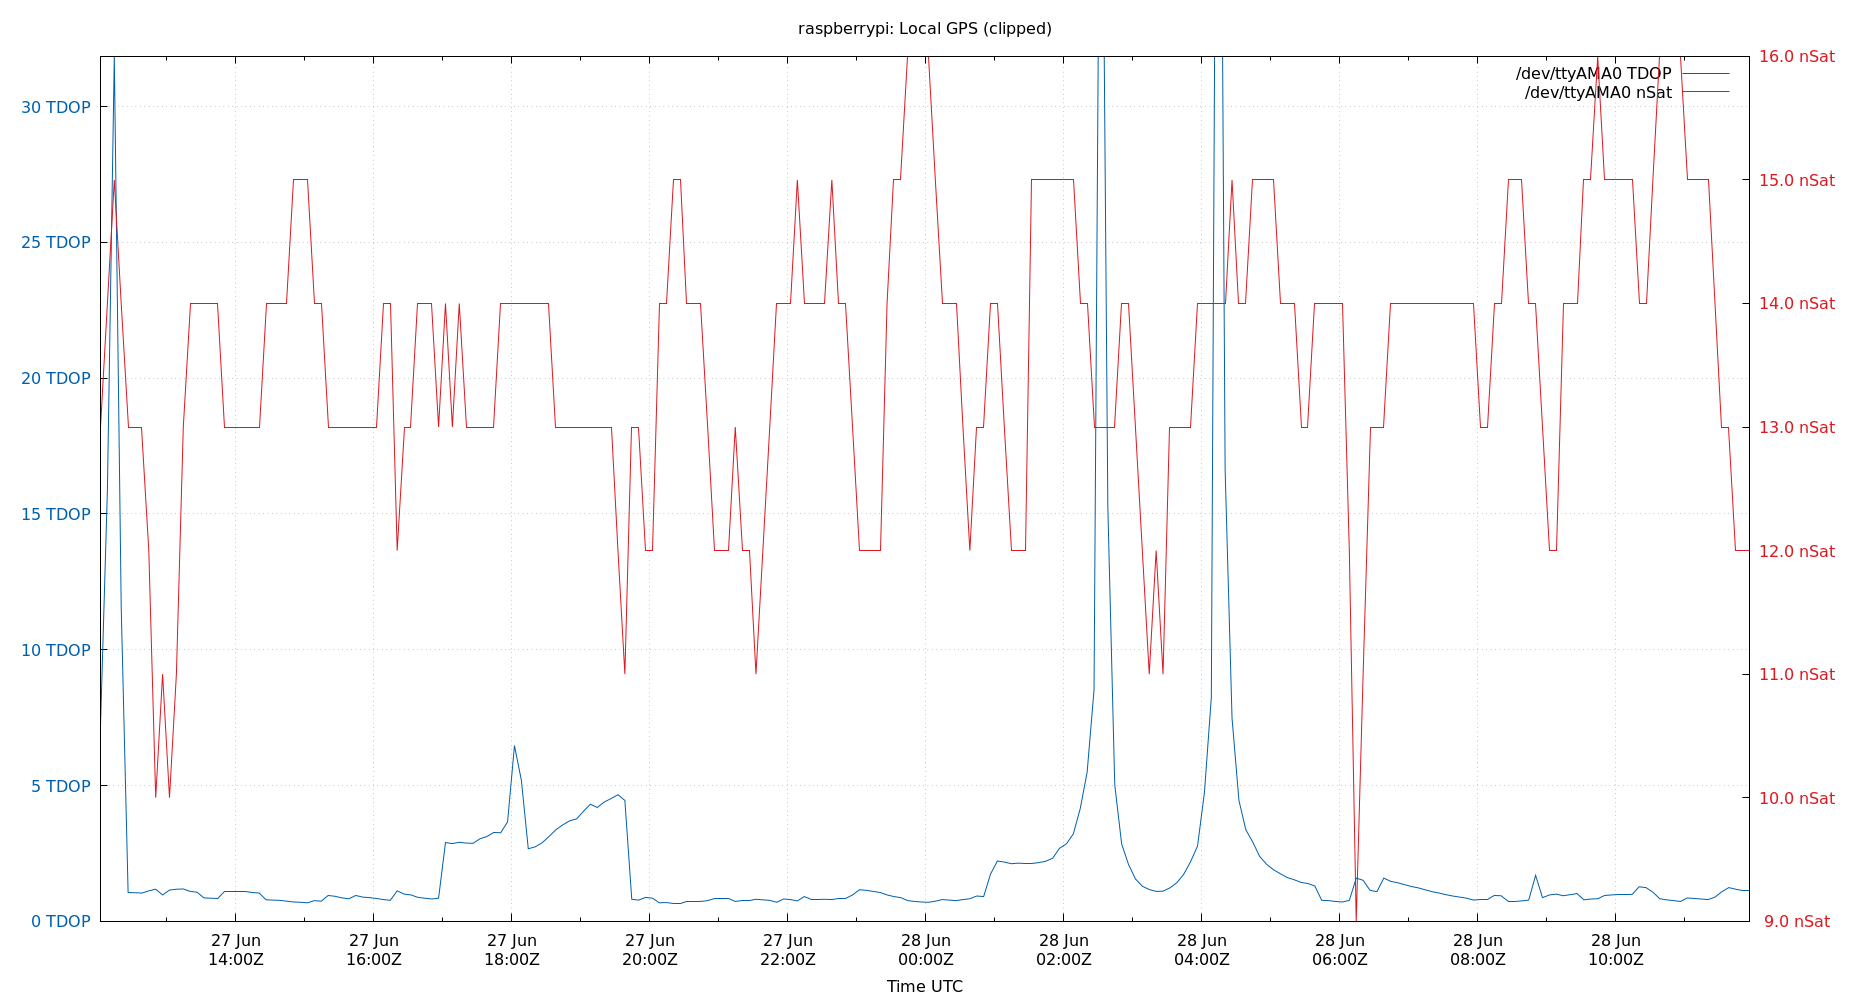 raspberrypi: Local GPS (clipped)
/dev/ttyAMA0 TDOP
/dev/ttyAMA0 nSat
30 TDOP
25 TDOP
20 TDOP
15 TDOP
10 TDOP
5 TDOP
0 TDOP
16.0 nSat
15.0 nSat
14.0 nSat
13.0 nSat
12.0 nSat
11.0 nSat
10.0 nSat
9.0 nSat
27 Jun
14:00Z
27 Jun
16:00Z
27 Jun
18:00Z
27 Jun
20:00Z
27 Jun
22:00Z
28 Jun
00:00Z
28 Jun
02:00Z
28 Jun
04:00Z
28 Jun
06:00Z
28 Jun
08:00Z
28 Jun
10:00Z
Time UTC